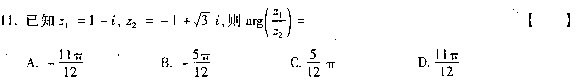 11. 已知 z₁ = 1 - i, z₂ = -1 + √3 i, 则 arg(z₁/z₂) = 【 】
A. -11π/12 B. -5π/12 C. 5/12 π D. 11π/12